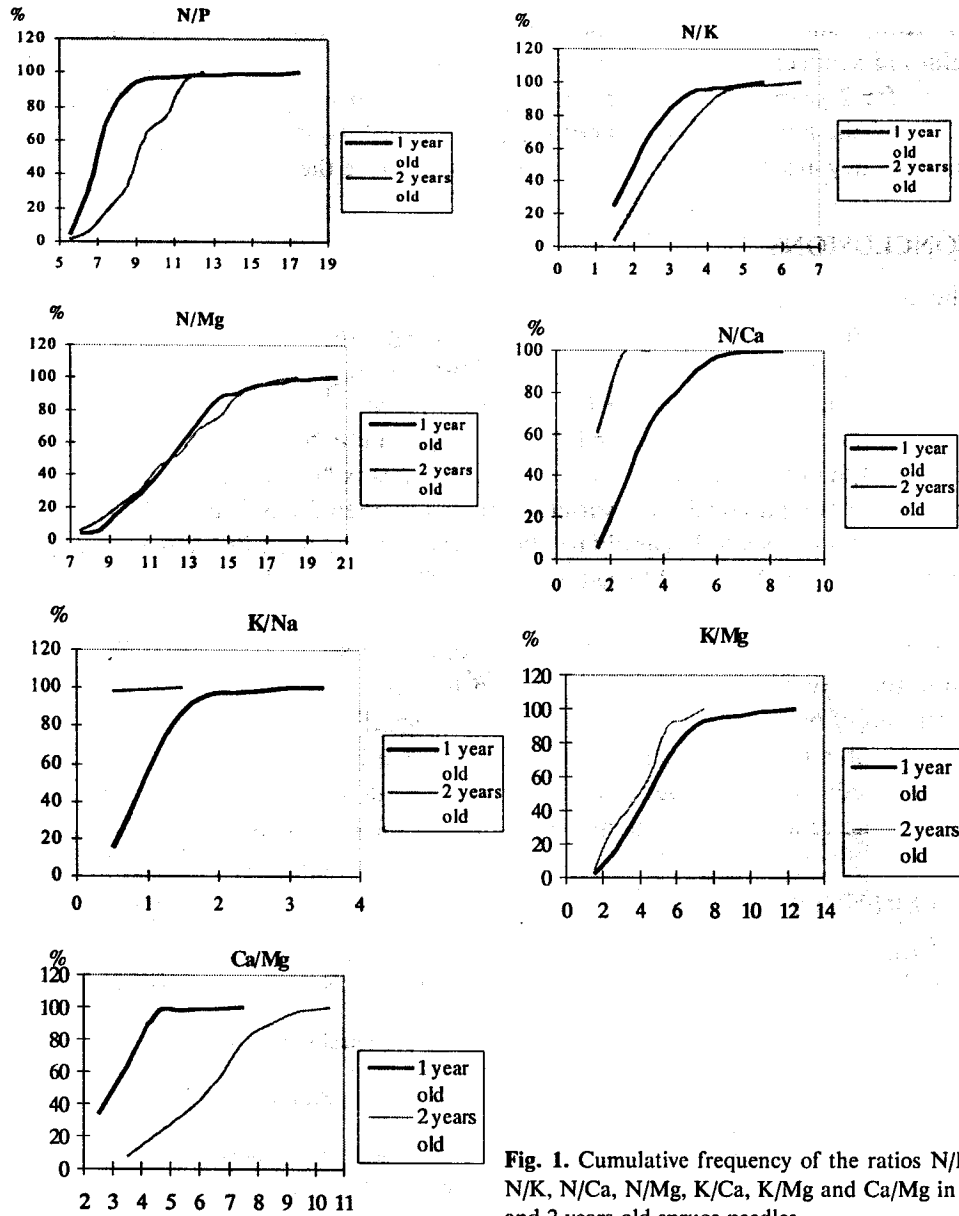 %
N/P
120
100
80
60
40
20
0
5 7 9 11 13 15 17 19
1 year
old
2 years
old
%
N/K
120
100
80
60
40
20
0
0 1 2 3 4 5 6 7
1 year
old
2 years
old
%
N/Mg
120
100
80
60
40
20
0
7 9 11 13 15 17 19 21
1 year
old
2 years
old
%
N/Ca
100
80
60
40
20
0
0 2 4 6 8 10
1 year
old
2 years
old
%
K/Na
120
100
80
60
40
20
0
0 1 2 3 4
1 year
old
2 years
old
%
K/Mg
120
100
80
60
40
20
0
0 2 4 6 8 10 12 14
1 year
old
2 years
old
%
Ca/Mg
120
100
80
60
40
20
0
2 3 4 5 6 7 8 9 10 11
1 year
old
2 years
old
Fig. 1. Cumulative frequency of the ratios N/
N/K, N/Ca, N/Mg, K/Ca, K/Mg and Ca/Mg in
and 2 years old spruce needles